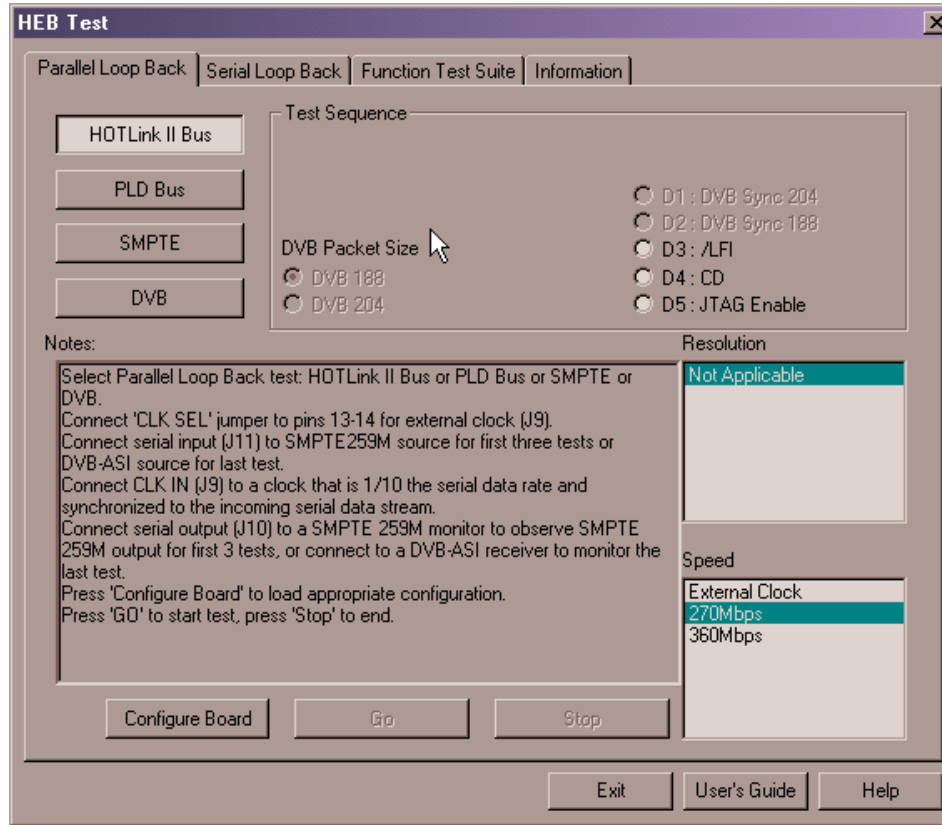 HEB Test
Parallel Loop Back
Serial Loop Back
Function Test Suite
Information
HOTLink II Bus
PLD Bus
SMPTE
DVB
Test Sequence
DVB Packet Size
DVB 188
DVB 204
D1 : DVB Sync 204
D2 : DVB Sync 188
D3 : /LFI
D4 : CD
D5 : JTAG Enable
Notes:
Select Parallel Loop Back test: HOTLink II Bus or PLD Bus or SMPTE or
DVB.
Connect 'CLK SEL' jumper to pins 13-14 for external clock (J9).
Connect serial input (J11) to SMPTE259M source for first three tests or
DVB-ASI source for last test.
Connect CLK IN (J9) to a clock that is 1/10 the serial data rate and
synchronized to the incoming serial data stream.
Connect serial output (J10) to a SMPTE 259M monitor to observe SMPTE
259M output for first 3 tests, or connect to a DVB-ASI receiver to monitor the
last test.
Press 'Configure Board' to load appropriate configuration.
Press 'GO' to start test, press 'Stop' to end.
Resolution
Not Applicable
Speed
External Clock
270Mbps
360Mbps
Configure Board
Go
Stop
Exit
User's Guide
Help